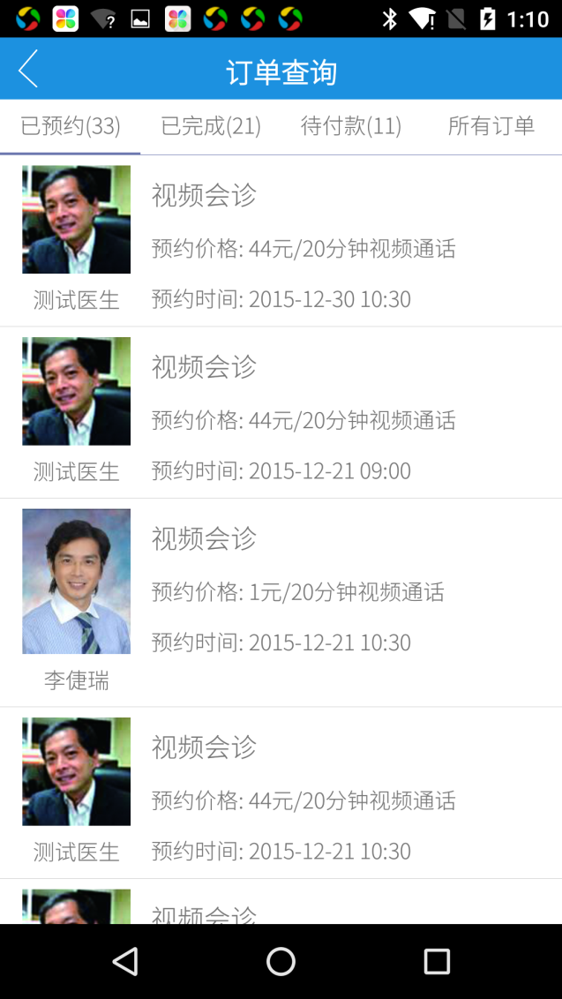 1:10
订单查询
已预约(33)
已完成(21)
待付款(11)
所有订单
视频会诊
预约价格: 44元/20分钟视频通话
测试医生
预约时间: 2015-12-30 10:30
视频会诊
预约价格: 44元/20分钟视频通话
测试医生
预约时间: 2015-12-21 09:00
视频会诊
预约价格: 1元/20分钟视频通话
预约时间: 2015-12-21 10:30
李倢瑞
视频会诊
预约价格: 44元/20分钟视频通话
测试医生
预约时间: 2015-12-21 10:30
视频会诊